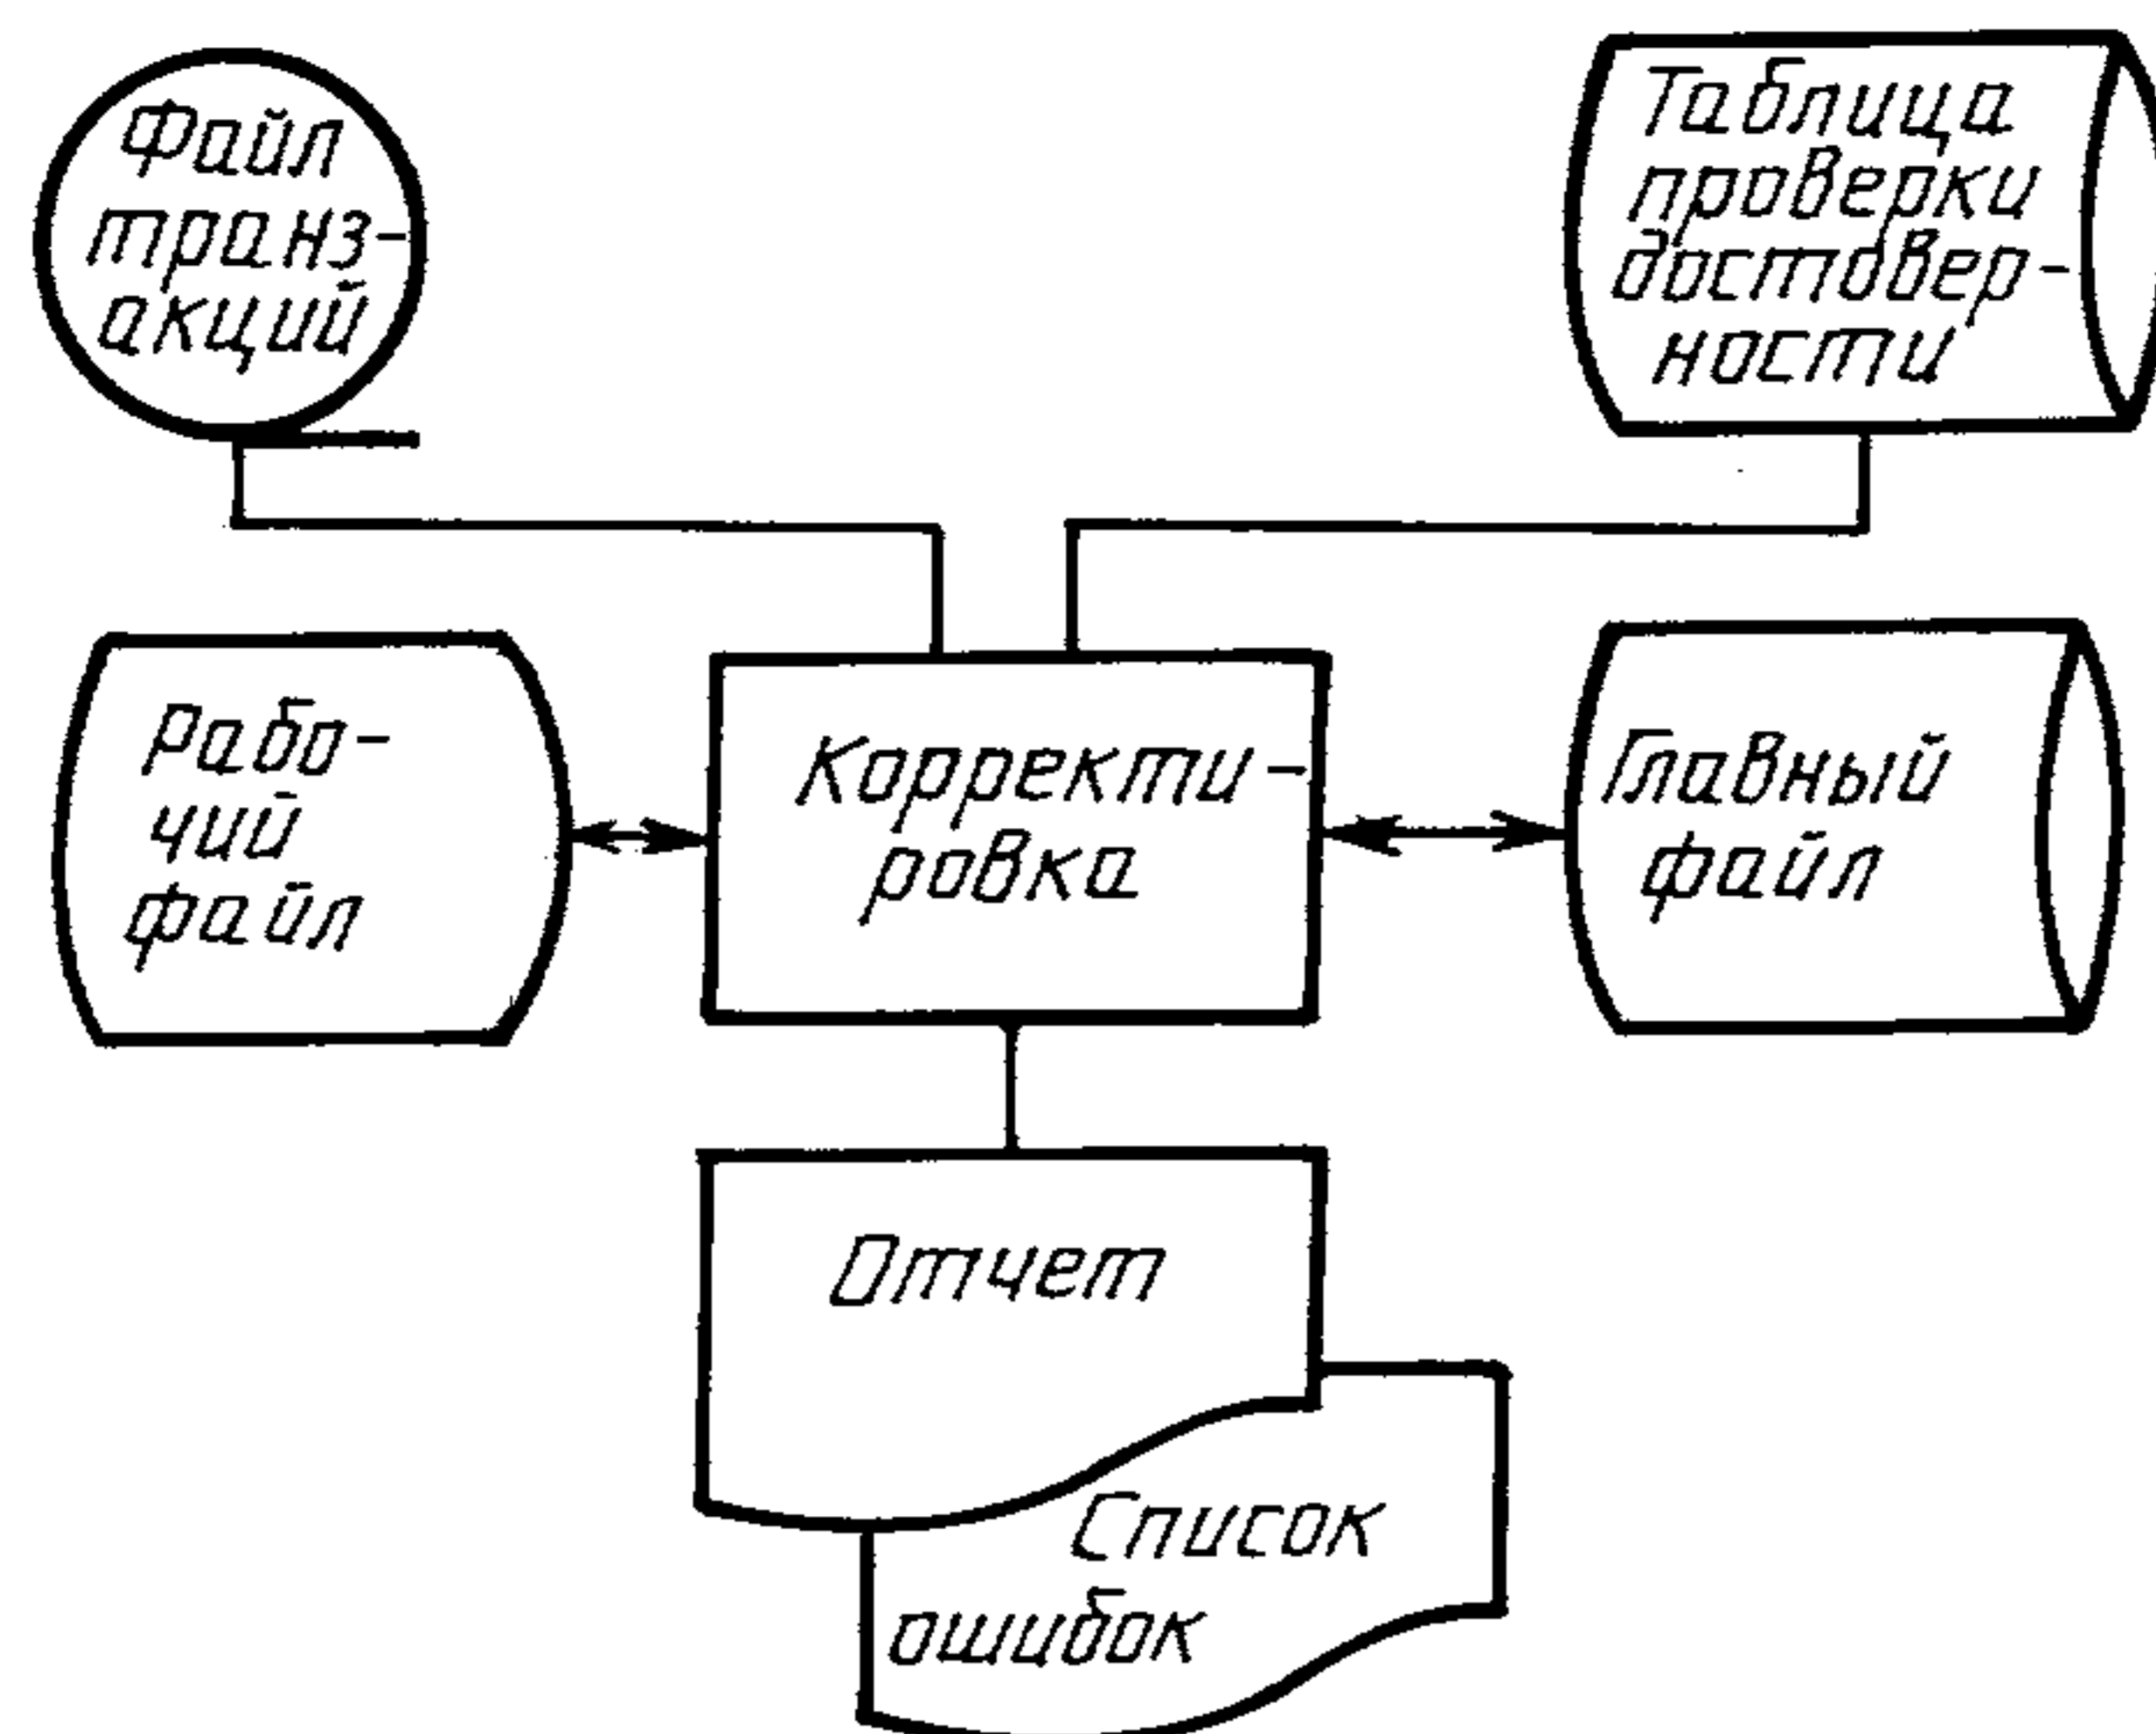 Файл
транз-
акций
Таблица
проверки
достовер-
ности
Рабо-
чий
файл
Корректи-
ровка
Главный
файл
Отчет
Список
ошибок